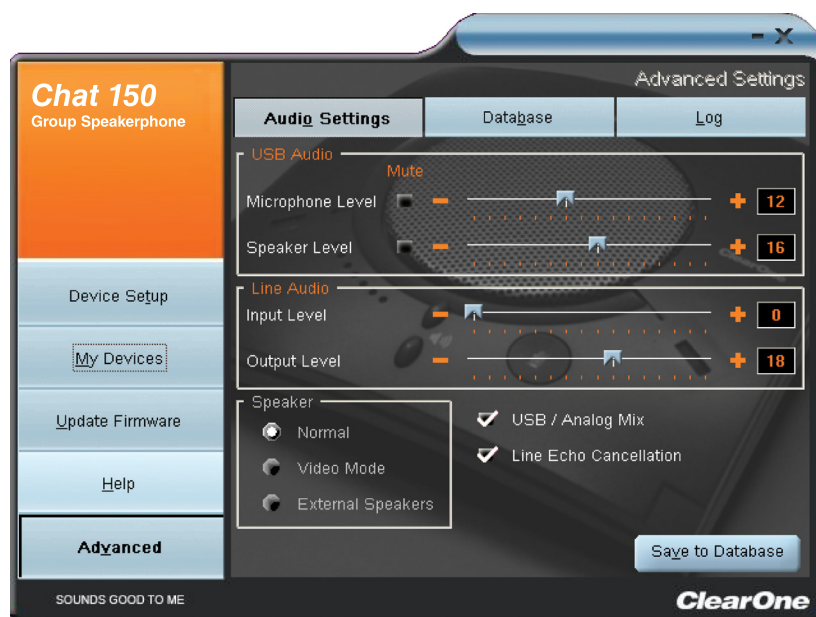 - X
Advanced Settings
Chat 150
Group Speakerphone
Audio Settings
Database
Log
USB Audio
Mute
Microphone Level - + 12
Speaker Level - + 16
Line Audio
Input Level - + 0
Output Level - + 18
Device Setup
My Devices
Update Firmware
Help
Advanced
Speaker
Normal
Video Mode
External Speakers
USB / Analog Mix
Line Echo Cancellation
Save to Database
SOUNDS GOOD TO ME
ClearOne